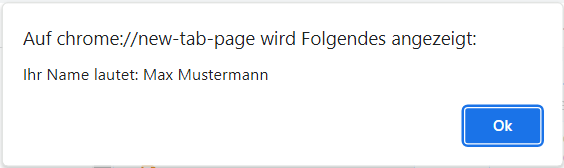 Auf chrome://new-tab-page wird Folgendes angezeigt:
Ihr Name lautet: Max Mustermann
Ok